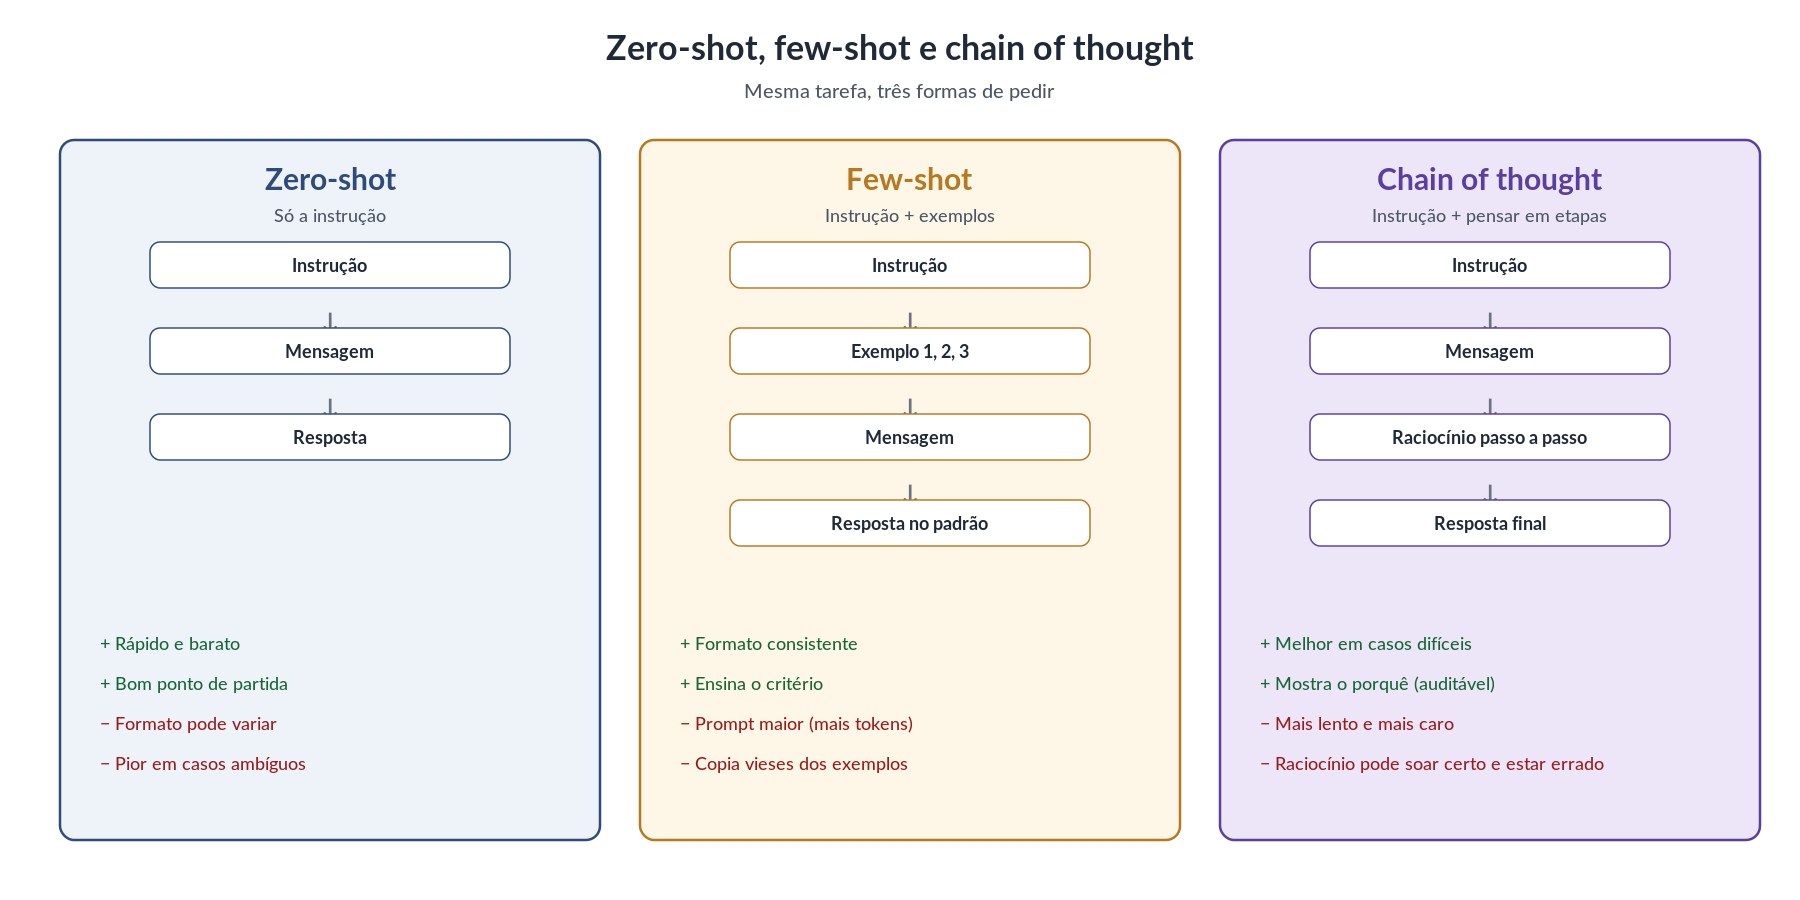 Zero-shot, few-shot e chain of thought
Mesma tarefa, três formas de pedir
Zero-shot
Só a instrução
Instrução
Mensagem
Resposta
+ Rápido e barato
+ Bom ponto de partida
− Formato pode variar
− Pior em casos ambíguos
Few-shot
Instrução + exemplos
Instrução
Exemplo 1, 2, 3
Mensagem
Resposta no padrão
+ Formato consistente
+ Ensina o critério
− Prompt maior (mais tokens)
− Copia vieses dos exemplos
Chain of thought
Instrução + pensar em etapas
Instrução
Mensagem
Raciocínio passo a passo
Resposta final
+ Melhor em casos difíceis
+ Mostra o porquê (auditável)
− Mais lento e mais caro
− Raciocínio pode soar certo e estar errado